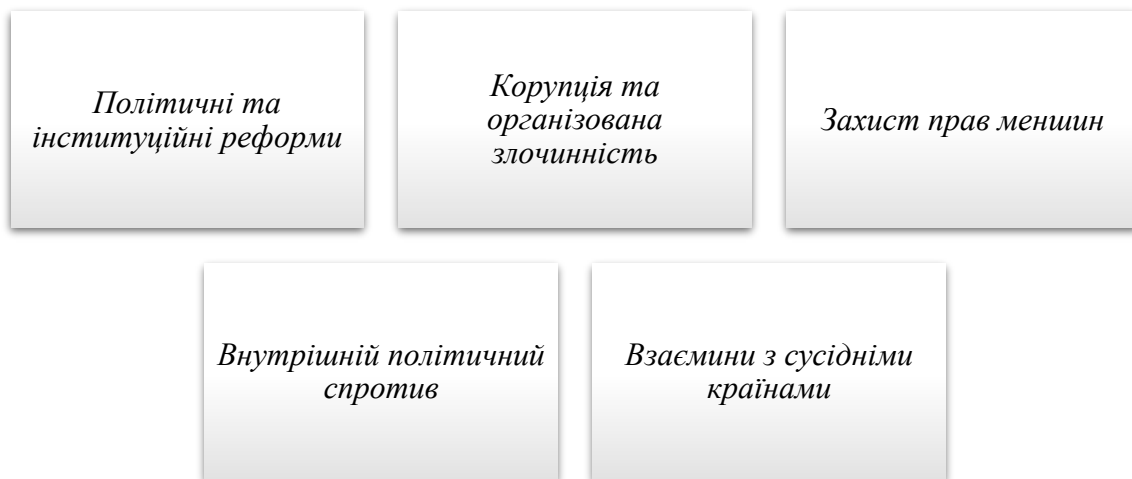 Політичні та
інституційні реформи
Корупція та
організована
злочинність
Захист прав меншин
Внутрішній політичний
спротив
Взаємини з сусідніми
країнами